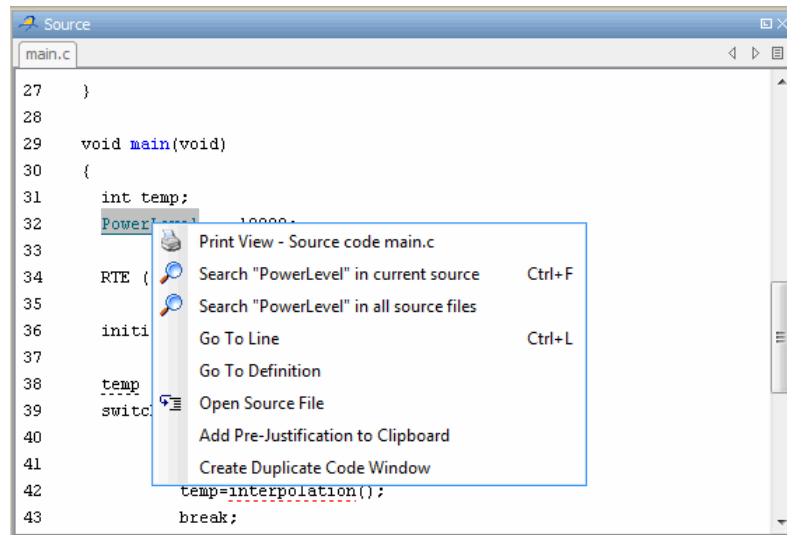 Source
main.c
27 }
28
29 void main(void)
30 {
31 int temp;
32 PowerLevel 10000;
33
34 RTE (
35
36 initi
37
38 temp
39 switc
40
41
42 temp=interpolation();
43 break;
Print View - Source code main.c
Search "PowerLevel" in current source Ctrl+F
Search "PowerLevel" in all source files
Go To Line Ctrl+L
Go To Definition
Open Source File
Add Pre-Justification to Clipboard
Create Duplicate Code Window